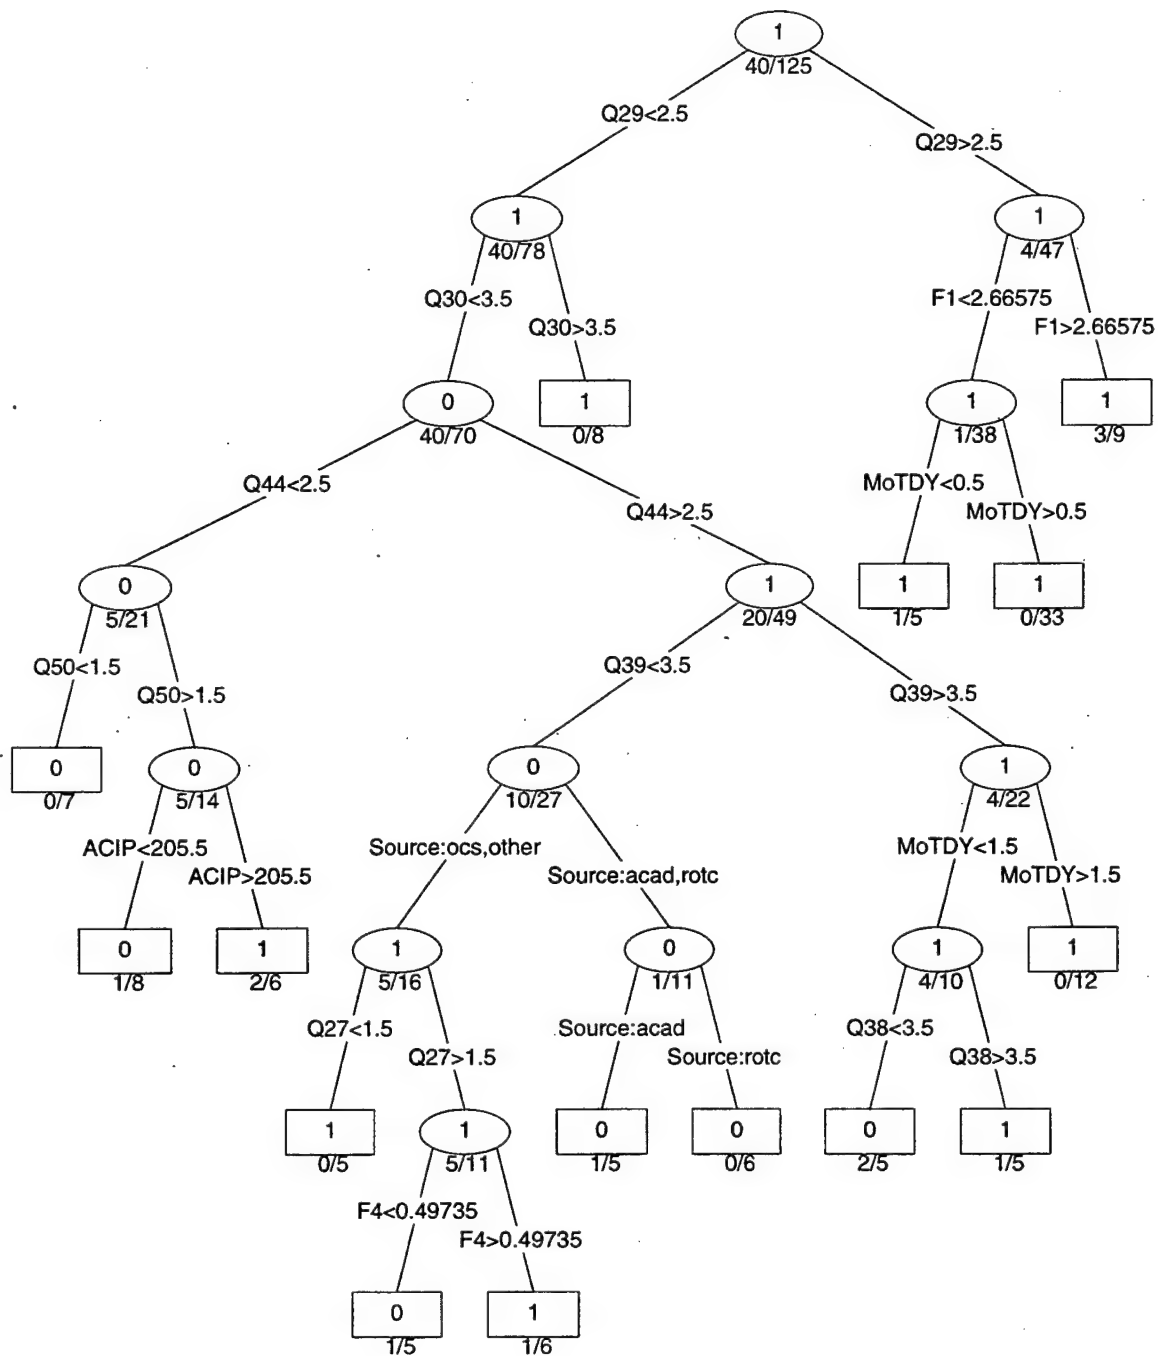 1
40/125
Q29<2.5
Q29>2.5
1
40/78
1
4/47
Q30<3.5
Q30>3.5
F1<2.66575
F1>2.66575
0
40/70
1
0/8
1
1/38
1
3/9
Q44<2.5
Q44>2.5
MoTDY<0.5
MoTDY>0.5
0
5/21
1
20/49
1
1/5
1
0/33
Q50<1.5
Q50>1.5
Q39<3.5
Q39>3.5
0
0/7
0
5/14
0
10/27
1
4/22
ACIP<205.5
ACIP>205.5
Source:ocs,other
Source:acad,rotc
MoTDY<1.5
MoTDY>1.5
0
1/8
1
2/6
1
5/16
0
1/11
1
4/10
1
0/12
Q27<1.5
Q27>1.5
Source:acad
Source:rotc
Q38<3.5
Q38>3.5
1
0/5
1
5/11
0
1/5
0
0/6
0
2/5
1
1/5
F4<0.49735
F4>0.49735
0
1/5
1
1/6